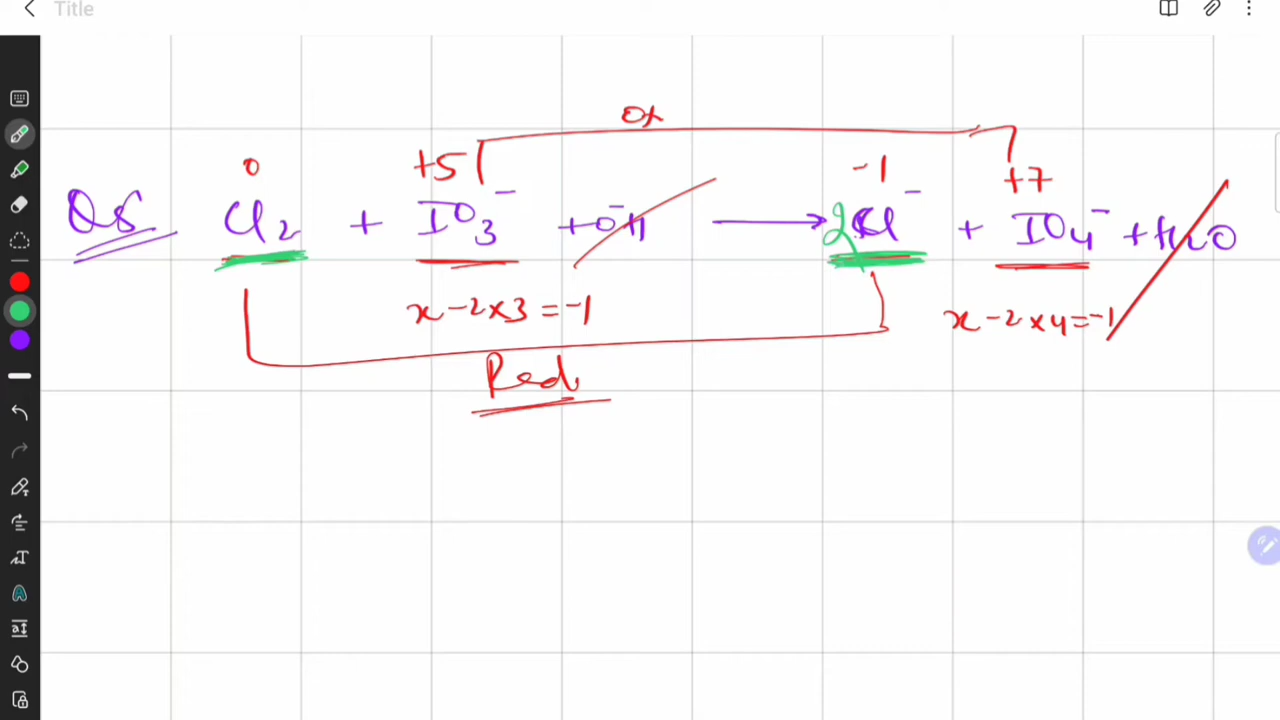 Title
ox
0 +5 -1 +7
Q8 Cl2 + IO3⁻ + OH⁻ → 2Cl⁻ + IO4⁻ + H2O
x-2×3=-1 x-2×4=-1
Red.